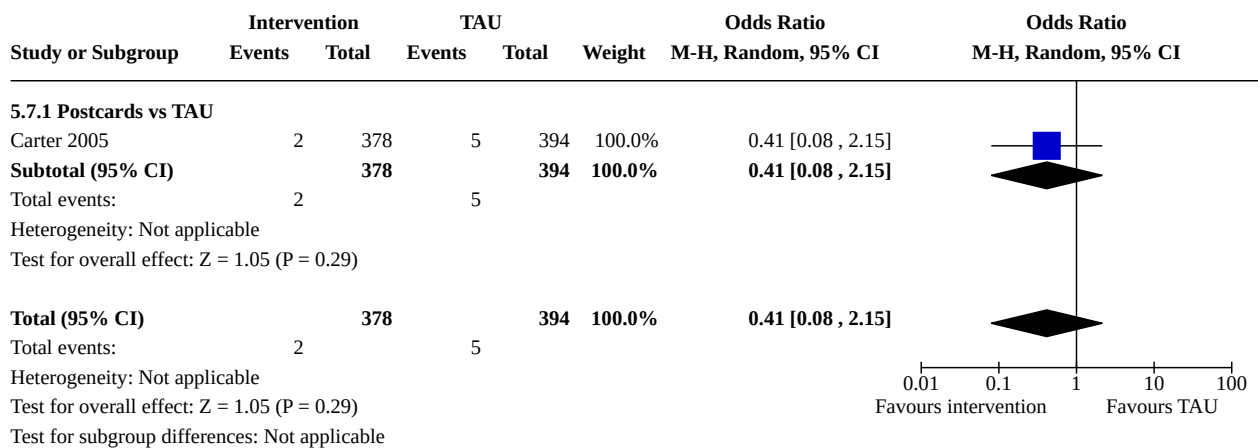 Intervention TAU Odds Ratio Odds Ratio
Study or Subgroup Events Total Events Total Weight M-H, Random, 95% CI M-H, Random, 95% CI
5.7.1 Postcards vs TAU
Carter 2005 2 378 5 394 100.0% 0.41 [0.08 , 2.15]
Subtotal (95% CI) 378 394 100.0% 0.41 [0.08 , 2.15]
Total events: 2 5
Heterogeneity: Not applicable
Test for overall effect: Z = 1.05 (P = 0.29)
Total (95% CI) 378 394 100.0% 0.41 [0.08 , 2.15]
Total events: 2 5
Heterogeneity: Not applicable
0.01 0.1 1 10 100
Test for overall effect: Z = 1.05 (P = 0.29) Favours intervention Favours TAU
Test for subgroup differences: Not applicable